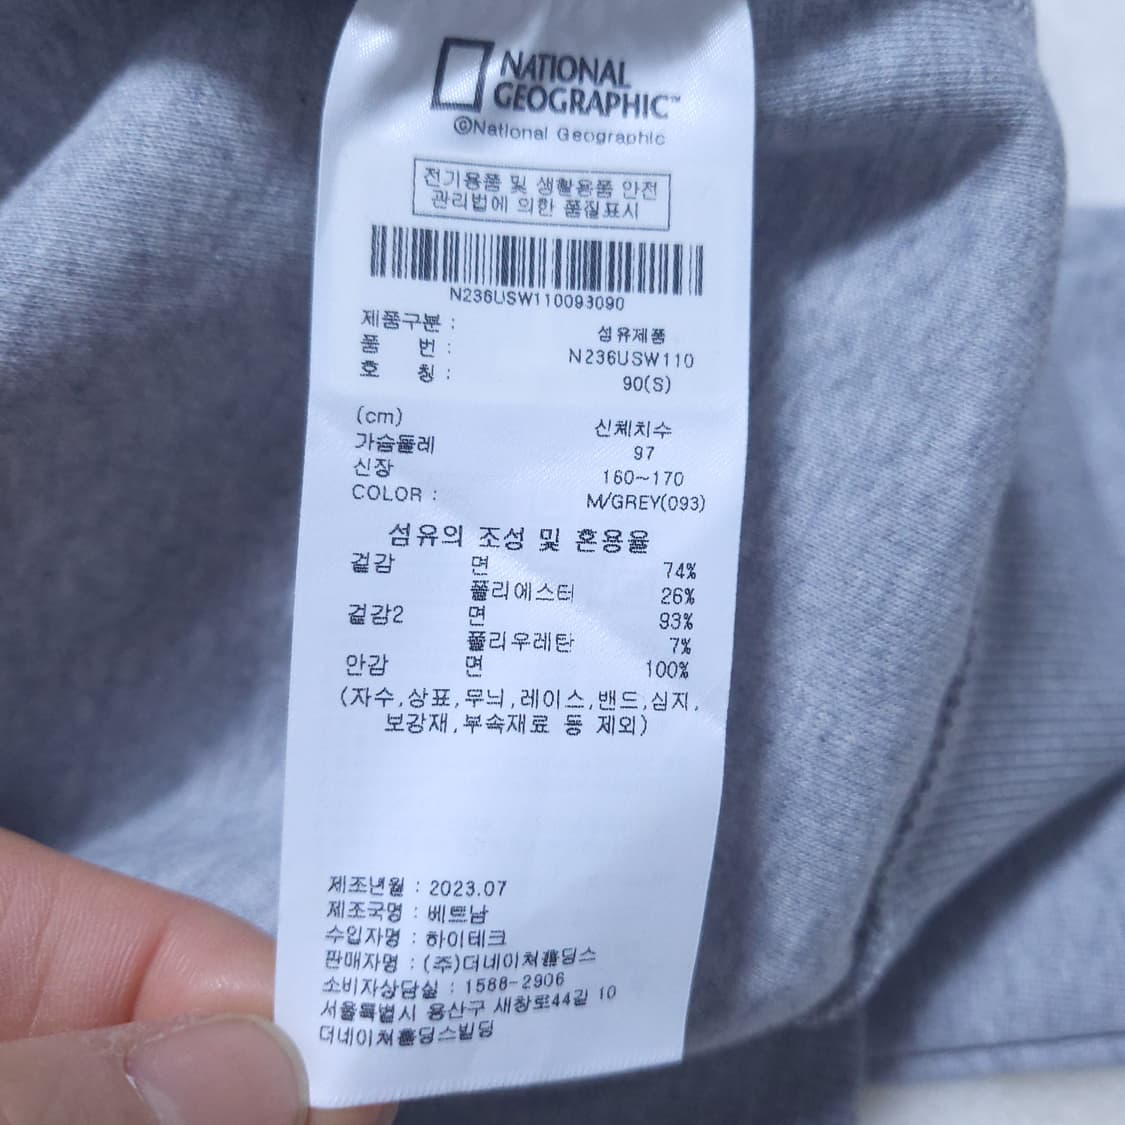 NATIONAL
GEOGRAPHIC™
©National Geographic
전기용품 및 생활용품 안전
관리법에 의한 품질표시
N236USW110093090
제품구분 : 섬유제품
품 번 : N236USW110
호 칭 : 90(S)
(cm) 신체치수
가슴둘레 97
신장 160~170
COLOR : M/GREY(093)
섬유의 조성 및 혼용율
겉감 면 74%
폴리에스터 26%
겉감2 면 93%
폴리우레탄 7%
안감 면 100%
(자수,상표,무늬,레이스,밴드,심지,
보강재,부속재료 등 제외)
제조년월 : 2023.07
제조국명 : 베트남
수입자명 : 하이테크
판매자명 : (주)더네이쳐홀딩스
소비자상담실 : 1588-2906
서울특별시 용산구 새창로44길 10
더네이쳐홀딩스빌딩